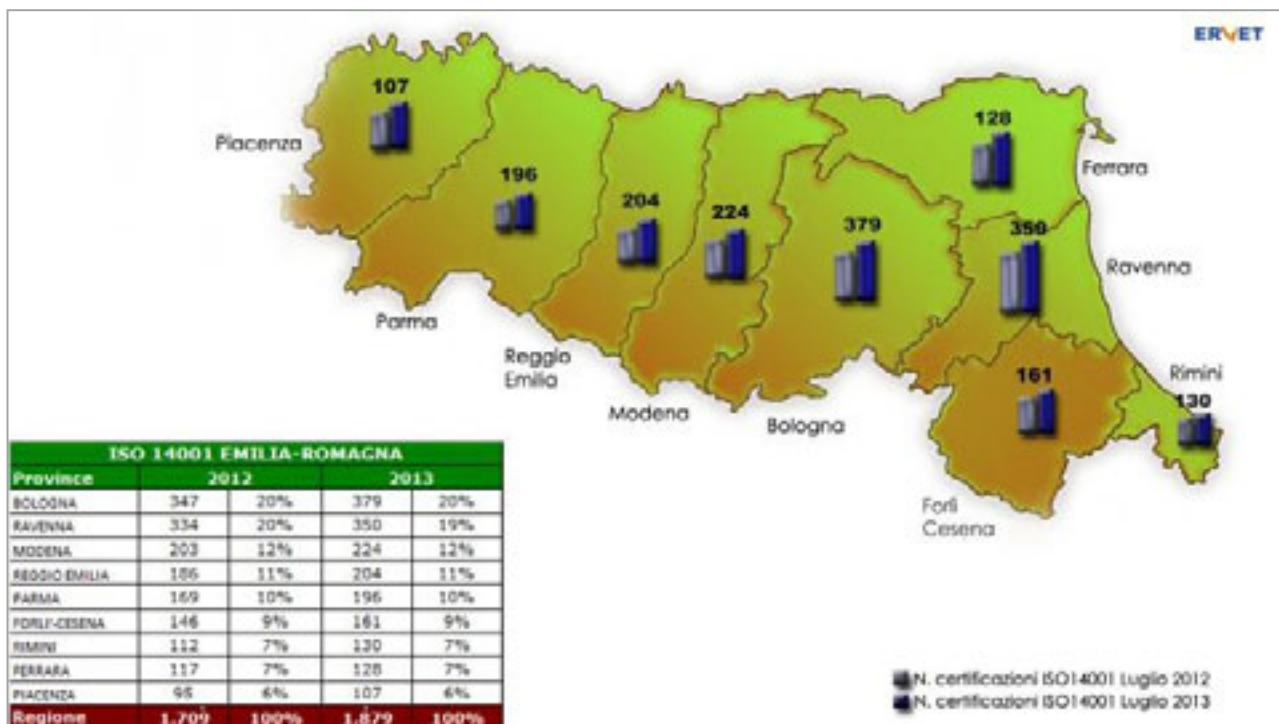 ERVET
107
128
Piacenza
Ferrara
196
204
224
379
350
Ravenna
Parma
Reggio
Emilia
161
Rimini
130
Modena
Bologna
Forlì
Cesena
ISO 14001 EMILIA-ROMAGNA
Province 2012 2013
BOLOGNA 347 20% 379 20%
RAVENNA 334 20% 350 19%
MODENA 203 12% 224 12%
REGGIO EMILIA 186 11% 204 11%
PARMA 169 10% 196 10%
FORLI'-CESENA 146 9% 161 9%
RIMINI 112 7% 130 7%
FERRARA 117 7% 128 7%
PIACENZA 95 6% 107 6%
Regione 1.709 100% 1.879 100%
N. certificazioni ISO14001 Luglio 2012
N. certificazioni ISO14001 Luglio 2013